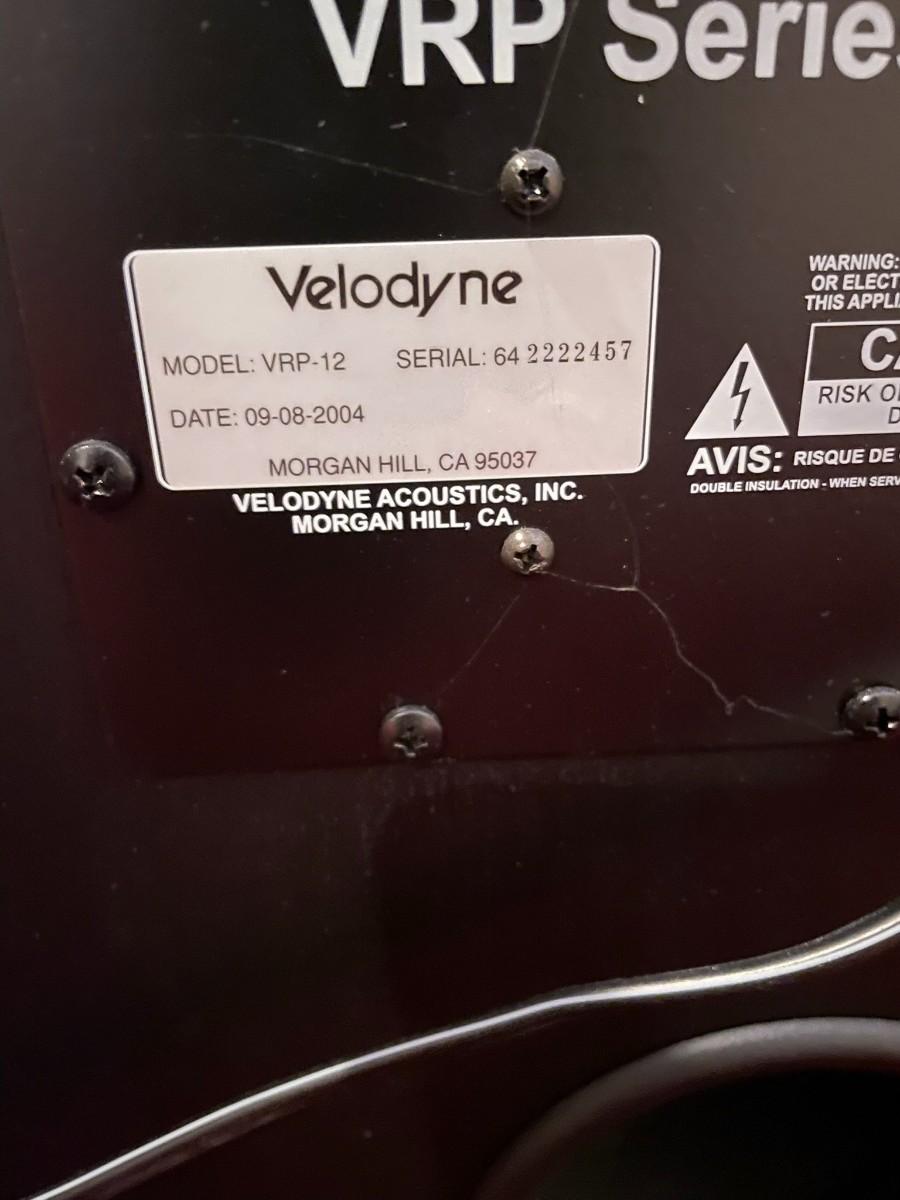 VRP Series
Velodyne
MODEL: VRP-12 SERIAL: 64 2222457
DATE: 09-08-2004
MORGAN HILL, CA 95037
VELODYNE ACOUSTICS, INC.
MORGAN HILL, CA.
WARNING:
OR ELECT
THIS APPLI
CA
RISK O
D
AVIS: RISQUE DE
DOUBLE INSULATION - WHEN SERV